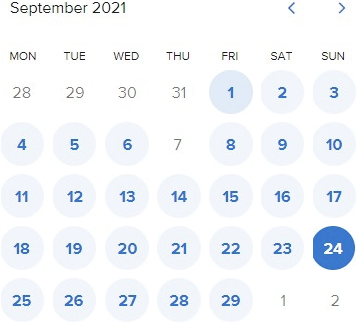 September 2021
MON TUE WED THU FRI SAT SUN
28 29 30 31 1 2 3
4 5 6 7 8 9 10
11 12 13 14 15 16 17
18 19 20 21 22 23 24
25 26 27 28 29 1 2